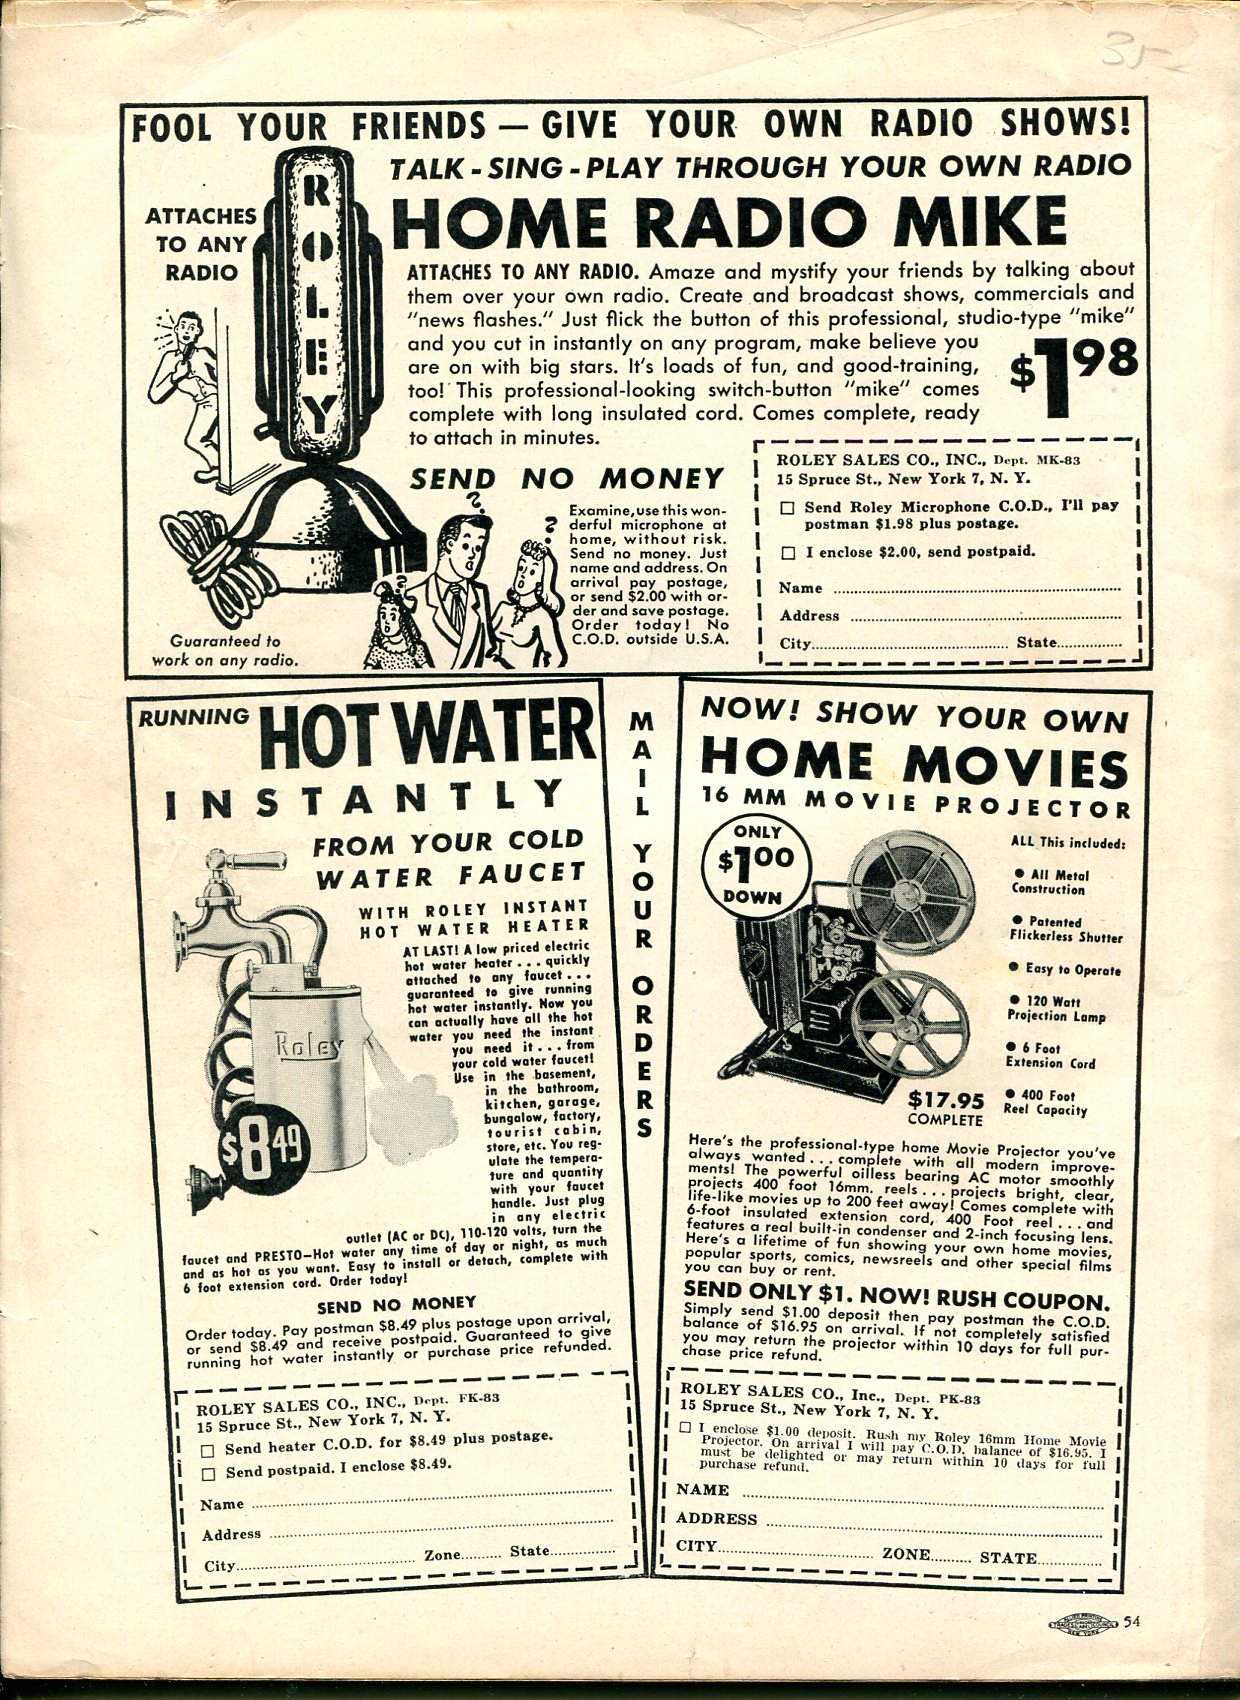 35-
FOOL YOUR FRIENDS — GIVE YOUR OWN RADIO SHOWS!
TALK - SING - PLAY THROUGH YOUR OWN RADIO
HOME RADIO MIKE
ATTACHES
TO ANY
RADIO
ROLEY
ATTACHES TO ANY RADIO. Amaze and mystify your friends by talking about
them over your own radio. Create and broadcast shows, commercials and
"news flashes." Just flick the button of this professional, studio-type "mike"
and you cut in instantly on any program, make believe you
are on with big stars. It's loads of fun, and good-training,
too! This professional-looking switch-button "mike" comes
complete with long insulated cord. Comes complete, ready
to attach in minutes.
$198
SEND NO MONEY
Examine, use this won-
derful microphone at
home, without risk.
Send no money. Just
name and address. On
arrival pay postage,
or send $2.00 with or-
der and save postage.
Order today! No
C.O.D. outside U.S.A.
? ? ?
Guaranteed to
work on any radio.
ROLEY SALES CO., INC., Dept. MK-83
15 Spruce St., New York 7, N. Y.
Send Roley Microphone C.O.D., I'll pay
postman $1.98 plus postage.
I enclose $2.00, send postpaid.
Name
Address
City State
RUNNING HOT WATER
INSTANTLY
FROM YOUR COLD
WATER FAUCET
WITH ROLEY INSTANT
HOT WATER HEATER
AT LAST! A low priced electric
hot water heater . . . quickly
attached to any faucet . . .
guaranteed to give running
hot water instantly. Now you
can actually have all the hot
water you need the instant
you need it . . . from
your cold water faucet!
Use in the basement,
in the bathroom,
kitchen, garage,
bungalow, factory,
tourist cabin,
store, etc. You reg-
ulate the tempera-
ture and quantity
with your faucet
handle. Just plug
in any electric
outlet (AC or DC), 110-120 volts, turn the
faucet and PRESTO—Hot water any time of day or night, as much
and as hot as you want. Easy to install or detach, complete with
6 foot extension cord. Order today!
Roley
$8 49
SEND NO MONEY
Order today. Pay postman $8.49 plus postage upon arrival,
or send $8.49 and receive postpaid. Guaranteed to give
running hot water instantly or purchase price refunded.
ROLEY SALES CO., INC., Dept. FK-83
15 Spruce St., New York 7, N. Y.
Send heater C.O.D. for $8.49 plus postage.
Send postpaid. I enclose $8.49.
Name
Address
City Zone State
MAIL YOUR ORDERS
NOW! SHOW YOUR OWN
HOME MOVIES
16 MM MOVIE PROJECTOR
ONLY
$100
DOWN
ALL This included:
• All Metal
Construction
• Patented
Flickerless Shutter
• Easy to Operate
• 120 Watt
Projection Lamp
• 6 Foot
Extension Cord
• 400 Foot
Reel Capacity
$17.95
COMPLETE
Here's the professional-type home Movie Projector you've
always wanted . . . complete with all modern improve-
ments! The powerful oilless bearing AC motor smoothly
projects 400 foot 16mm. reels . . . projects bright, clear,
life-like movies up to 200 feet away! Comes complete with
6-foot insulated extension cord, 400 Foot reel . . . and
features a real built-in condenser and 2-inch focusing lens.
Here's a lifetime of fun showing your own home movies,
popular sports, comics, newsreels and other special films
you can buy or rent.
SEND ONLY $1. NOW! RUSH COUPON.
Simply send $1.00 deposit then pay postman the C.O.D.
balance of $16.95 on arrival. If not completely satisfied
you may return the projector within 10 days for full pur-
chase price refund.
ROLEY SALES CO., Inc., Dept. PK-83
15 Spruce St., New York 7, N. Y.
I enclose $1.00 deposit. Rush my Roley 16mm Home Movie
Projector. On arrival I will pay C.O.D. balance of $16.95. I
must be delighted or may return within 10 days for full
purchase refund.
NAME
ADDRESS
CITY ZONE STATE
ALLIED PRINTING
TRADES UNION LABEL COUNCIL
NEW YORK
54